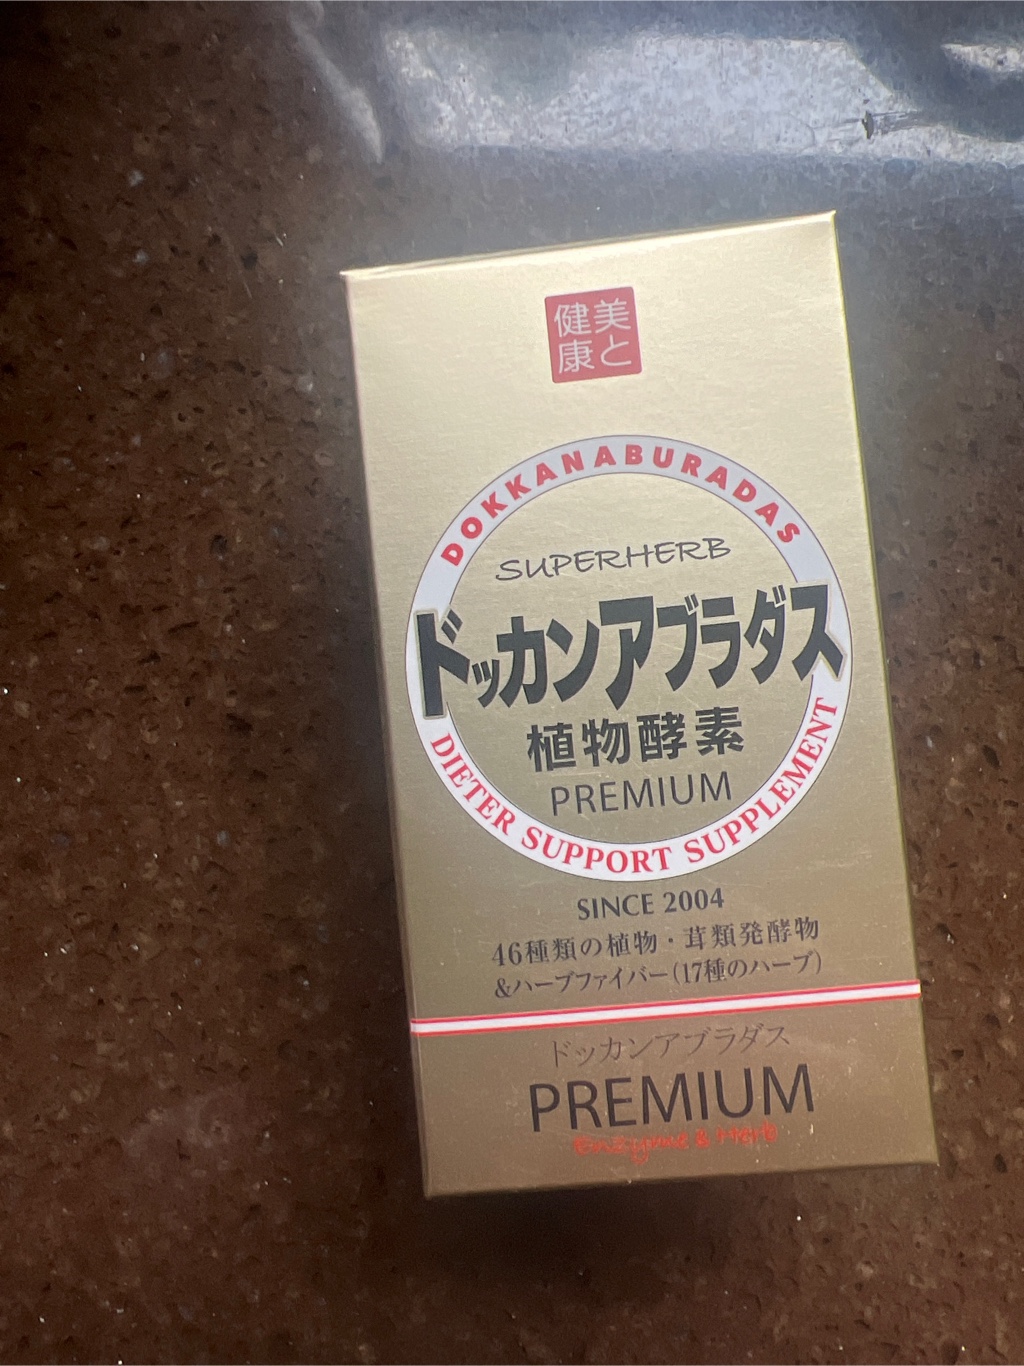 美と
健康
DOKKANABURADAS
SUPERHERB
ドッカンアブラダス
植物酵素
PREMIUM
DIETER SUPPORT SUPPLEMENT
SINCE 2004
46種類の植物・茸類発酵物
&ハーブファイバー(17種のハーブ)
ドッカンアブラダス
PREMIUM
Enzyme & Herb